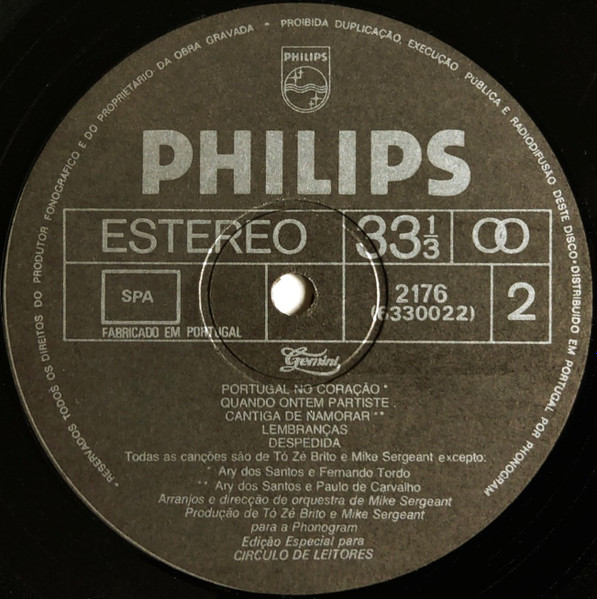 * RESERVADOS TODOS OS DIREITOS DO PRODUTOR FONOGRÁFICO E DO PROPRIETÁRIO DA OBRA GRAVADA * PROIBIDA DUPLICAÇÃO, EXECUÇÃO PÚBLICA E RADIODIFUSÃO DESTE DISCO · DISTRIBUIDO EM PORTUGAL POR PHONOGRAM
PHILIPS
PHILIPS
ESTEREO 33 1/3
SPA 2176 2
(6330022)
FABRICADO EM PORTUGAL
Gemini
PORTUGAL NO CORAÇÃO *
QUANDO ONTEM PARTISTE
CANTIGA DE NAMORAR **
LEMBRANÇAS
DESPEDIDA
Todas as canções são de Tó Zé Brito e Mike Sergeant excepto:
* Ary dos Santos e Fernando Tordo
** Ary dos Santos e Paulo de Carvalho
Arranjos e direcção de orquestra de Mike Sergeant
Produção de Tó Zé Brito e Mike Sergeant
para a Phonogram
Edição Especial para
CIRCULO DE LEITORES